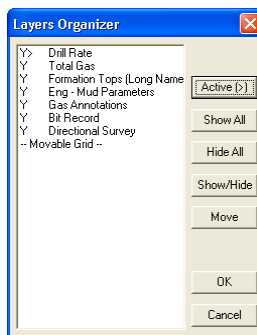 Layers Organizer
Y> Drill Rate
Y Total Gas
Y Formation Tops (Long Name
Y Eng - Mud Parameters
Y Gas Annotations
Y Bit Record
Y Directional Survey
-- Movable Grid --
Active (>)
Show All
Hide All
Show/Hide
Move
OK
Cancel